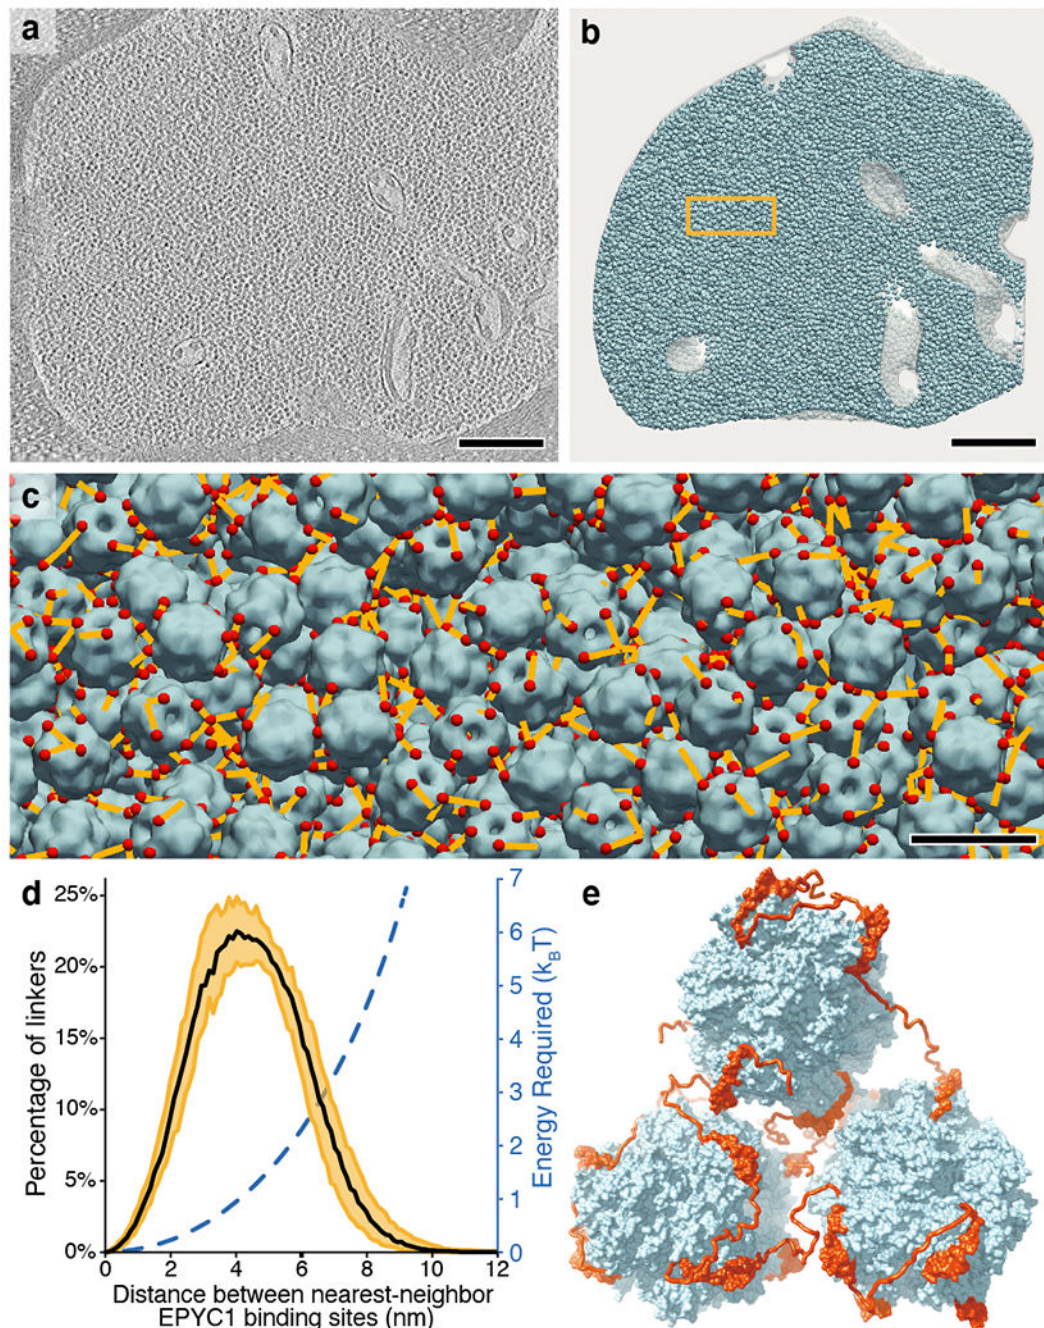 a
b
c
d
25%
20%
15%
10%
5%
0%
Percentage of linkers
7
6
5
4
3
2
1
0
Energy Required (k_BT)
0 2 4 6 8 10 12
Distance between nearest-neighbor
EPYC1 binding sites (nm)
e